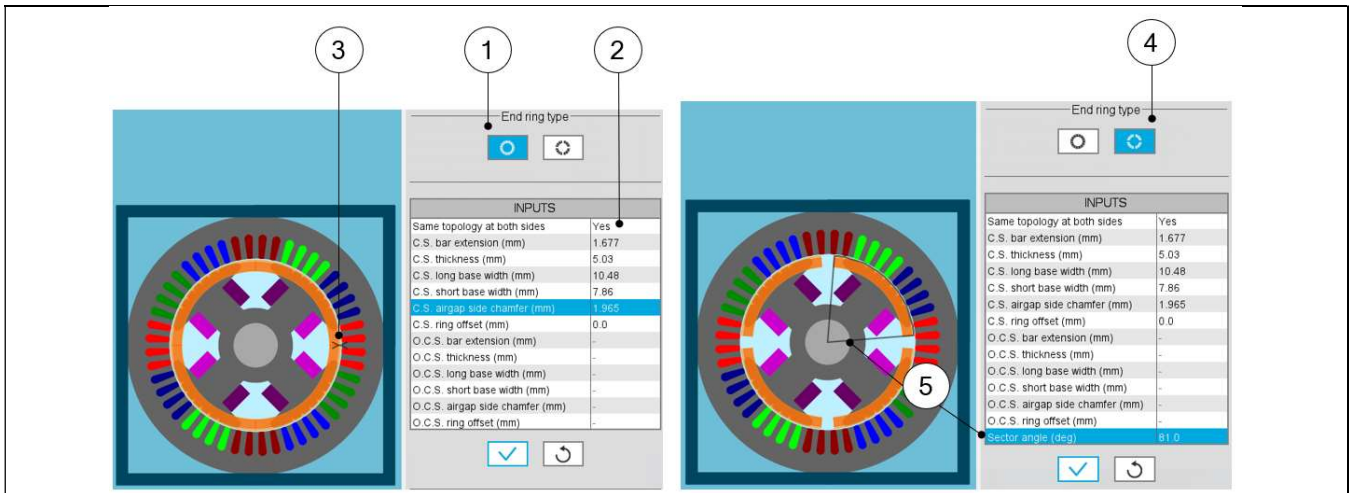 3
1
2
4
End ring type
INPUTS
Same topology at both sides Yes
C.S. bar extension (mm) 1.677
C.S. thickness (mm) 5.03
C.S. long base width (mm) 10.48
C.S. short base width (mm) 7.86
C.S. airgap side chamfer (mm) 1.965
C.S. ring offset (mm) 0.0
O.C.S. bar extension (mm) -
O.C.S. thickness (mm) -
O.C.S. long base width (mm) -
O.C.S. short base width (mm) -
O.C.S. airgap side chamfer (mm) -
O.C.S. ring offset (mm) -
End ring type
INPUTS
Same topology at both sides Yes
C.S. bar extension (mm) 1.677
C.S. thickness (mm) 5.03
C.S. long base width (mm) 10.48
C.S. short base width (mm) 7.86
C.S. airgap side chamfer (mm) 1.965
C.S. ring offset (mm) 0.0
O.C.S. bar extension (mm) -
O.C.S. thickness (mm) -
O.C.S. long base width (mm) -
O.C.S. short base width (mm) -
O.C.S. airgap side chamfer (mm) -
O.C.S. ring offset (mm) -
Sector angle (deg) 81.0
5